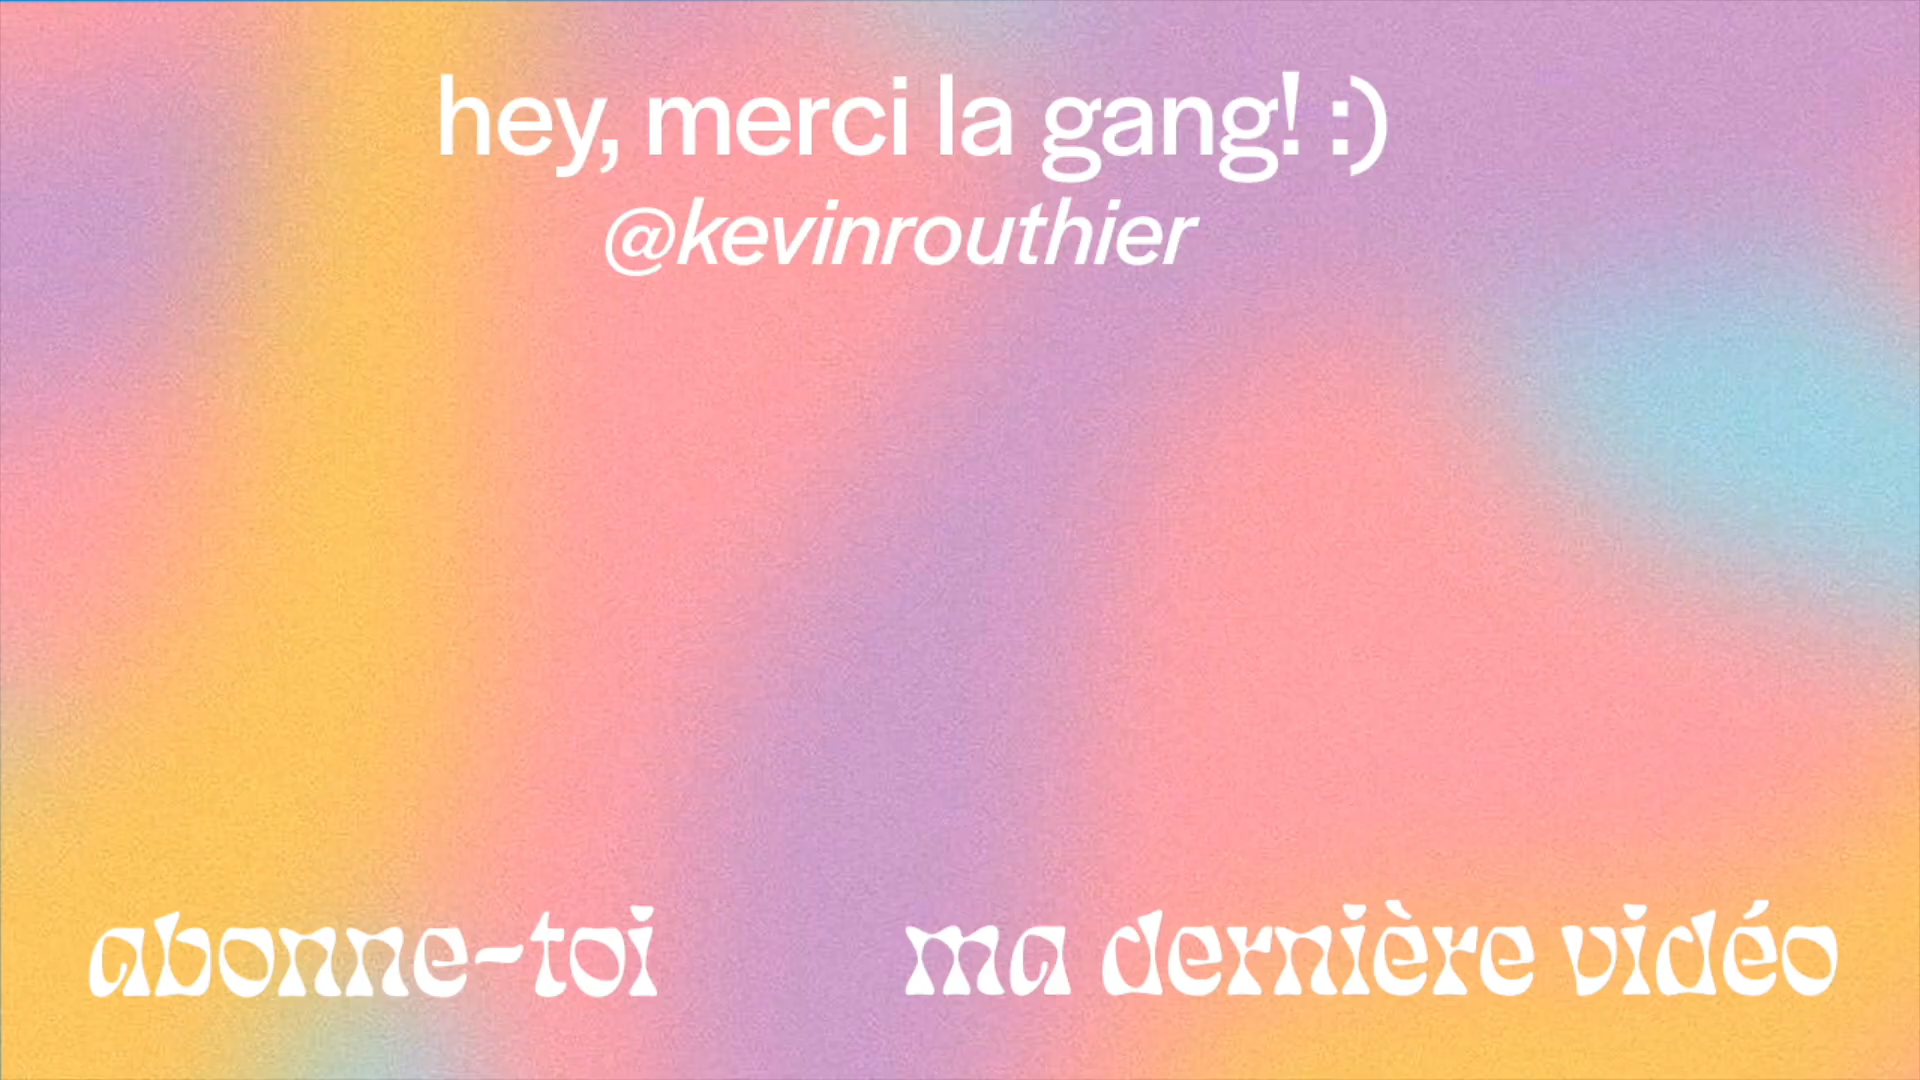 hey, merci la gang! :)
@kevinrouthier
abonne-toi
ma dernière vidéo